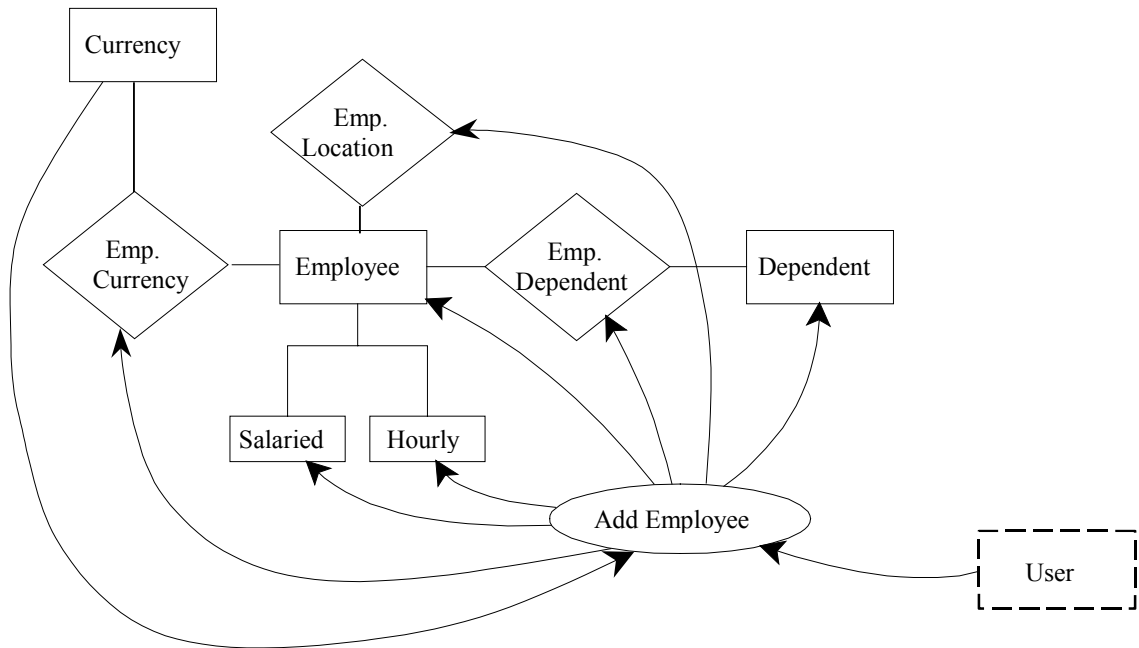 Currency
Emp.
Location
Emp.
Currency
Employee
Emp.
Dependent
Dependent
Salaried
Hourly
Add Employee
User